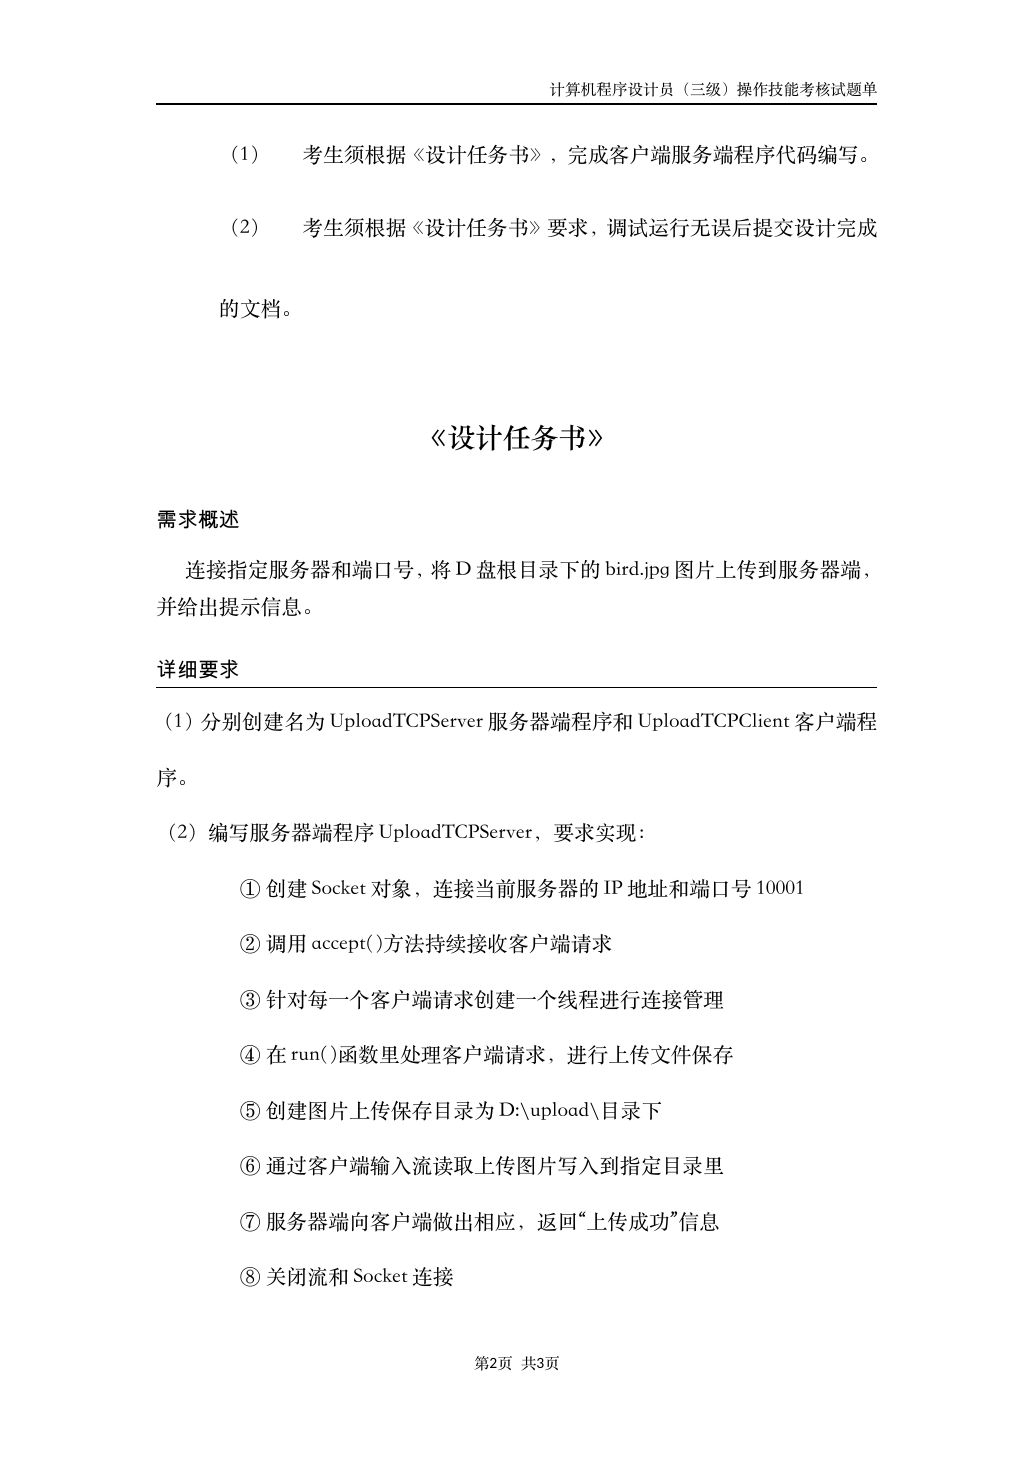 计算机程序设计员（三级）操作技能考核试题单
（1） 考生须根据《设计任务书》，完成客户端服务端程序代码编写。
（2） 考生须根据《设计任务书》要求，调试运行无误后提交设计完成
的文档。
《设计任务书》
需求概述
连接指定服务器和端口号，将 D 盘根目录下的 bird.jpg 图片上传到服务器端，
并给出提示信息。
详细要求
（1）分别创建名为 UploadTCPServer 服务器端程序和 UploadTCPClient 客户端程
序。
（2）编写服务器端程序 UploadTCPServer，要求实现：
① 创建 Socket 对象，连接当前服务器的 IP 地址和端口号 10001
② 调用 accept()方法持续接收客户端请求
③ 针对每一个客户端请求创建一个线程进行连接管理
④ 在 run()函数里处理客户端请求，进行上传文件保存
⑤ 创建图片上传保存目录为 D:\upload\目录下
⑥ 通过客户端输入流读取上传图片写入到指定目录里
⑦ 服务器端向客户端做出相应，返回“上传成功”信息
⑧ 关闭流和 Socket 连接
第2页 共3页